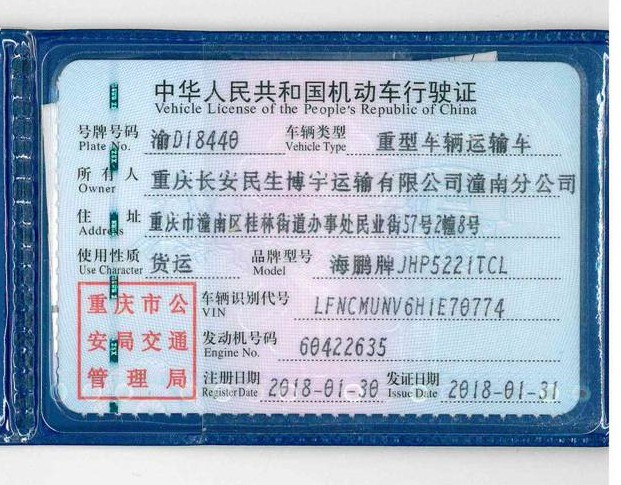 中华人民共和国机动车行驶证
Vehicle License of the People's Republic of China
号牌号码 渝D18440 车辆类型 重型车辆运输车
Plate No. Vehicle Type
所有人 重庆长安民生博宇运输有限公司潼南分公司
Owner
住址 重庆市潼南区桂林街道办事处民业街57号2幢8号
Address
使用性质 货运 品牌型号 海鹏牌JHP5221TCL
Use Character Model
重庆市公 车辆识别代号 LFNCMUNV6H1E70774
VIN
安局交通 发动机号码 60422635
Engine No.
管理局 注册日期 2018-01-30 发证日期 2018-01-31
Register Date Issue Date